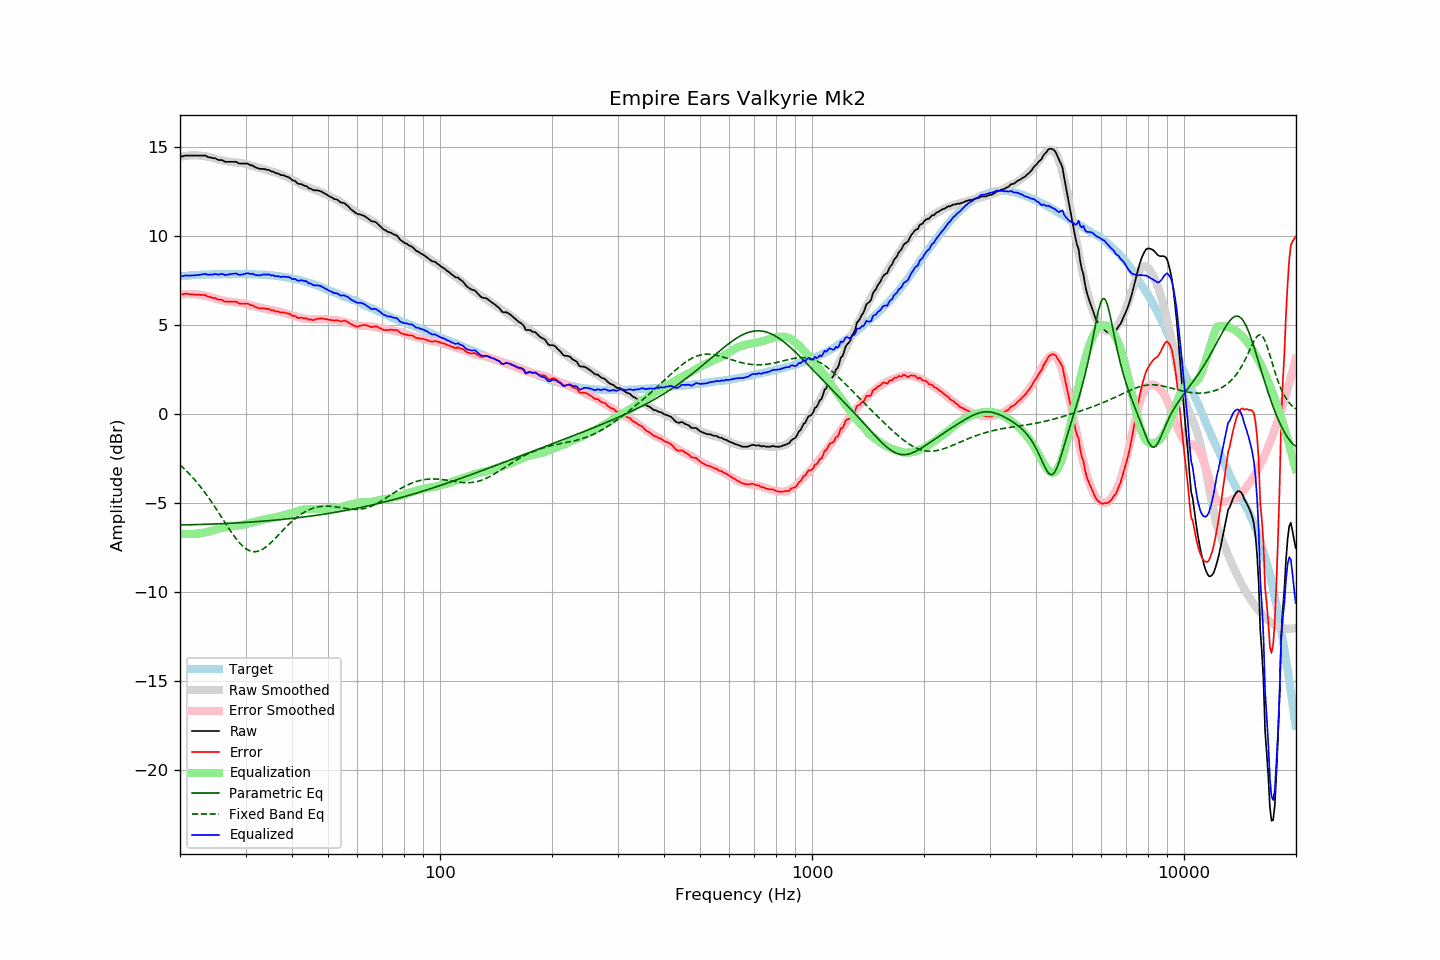 Empire Ears Valkyrie Mk2
15
10
5
0
−5
−10
−15
−20
Amplitude (dBr)
Target
Raw Smoothed
Error Smoothed
Raw
Error
Equalization
Parametric Eq
Fixed Band Eq
Equalized
100
1000
10000
Frequency (Hz)